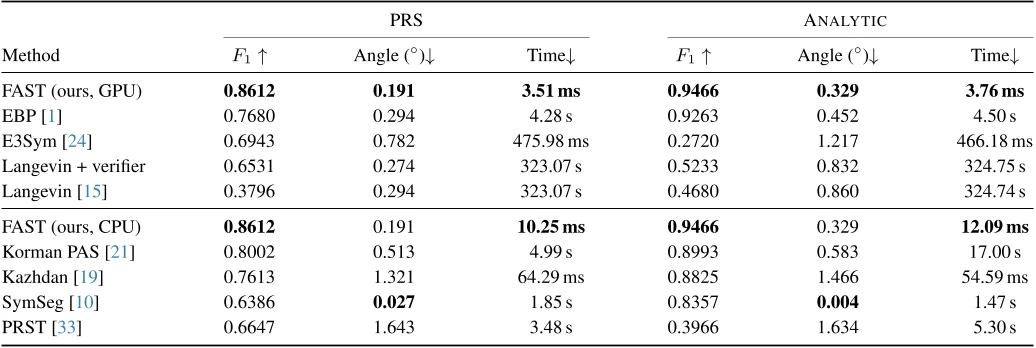 PRS ANALYTIC
Method F₁ ↑ Angle (°)↓ Time↓ F₁ ↑ Angle (°)↓ Time↓
FAST (ours, GPU) 0.8612 0.191 3.51 ms 0.9466 0.329 3.76 ms
EBP [1] 0.7680 0.294 4.28 s 0.9263 0.452 4.50 s
E3Sym [24] 0.6943 0.782 475.98 ms 0.2720 1.217 466.18 ms
Langevin + verifier 0.6531 0.274 323.07 s 0.5233 0.832 324.75 s
Langevin [15] 0.3796 0.294 323.07 s 0.4680 0.860 324.74 s
FAST (ours, CPU) 0.8612 0.191 10.25 ms 0.9466 0.329 12.09 ms
Korman PAS [21] 0.8002 0.513 4.99 s 0.8993 0.583 17.00 s
Kazhdan [19] 0.7613 1.321 64.29 ms 0.8825 1.466 54.59 ms
SymSeg [10] 0.6386 0.027 1.85 s 0.8357 0.004 1.47 s
PRST [33] 0.6647 1.643 3.48 s 0.3966 1.634 5.30 s